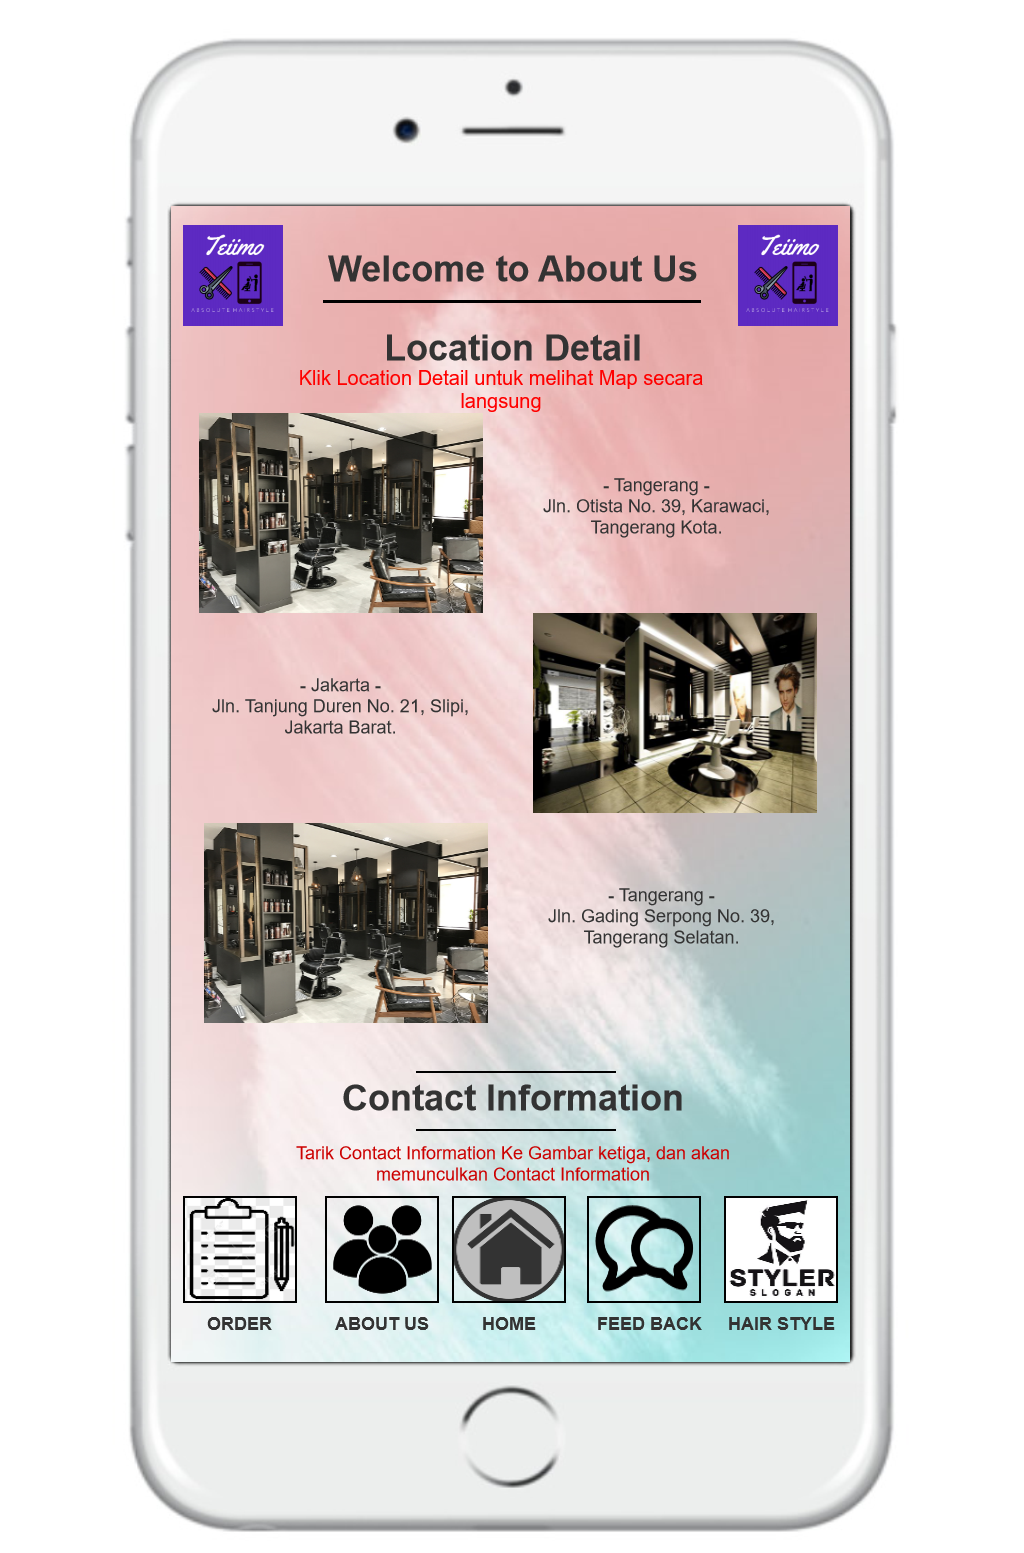 Teiimo
ABSOLUTE HAIRSTYLE
Welcome to About Us
Teiimo
ABSOLUTE HAIRSTYLE
Location Detail
Klik Location Detail untuk melihat Map secara
langsung
- Tangerang -
Jln. Otista No. 39, Karawaci,
Tangerang Kota.
- Jakarta -
Jln. Tanjung Duren No. 21, Slipi,
Jakarta Barat.
- Tangerang -
Jln. Gading Serpong No. 39,
Tangerang Selatan.
Contact Information
Tarik Contact Information Ke Gambar ketiga, dan akan
memunculkan Contact Information
STYLER
SLOGAN
ORDER
ABOUT US
HOME
FEED BACK
HAIR STYLE